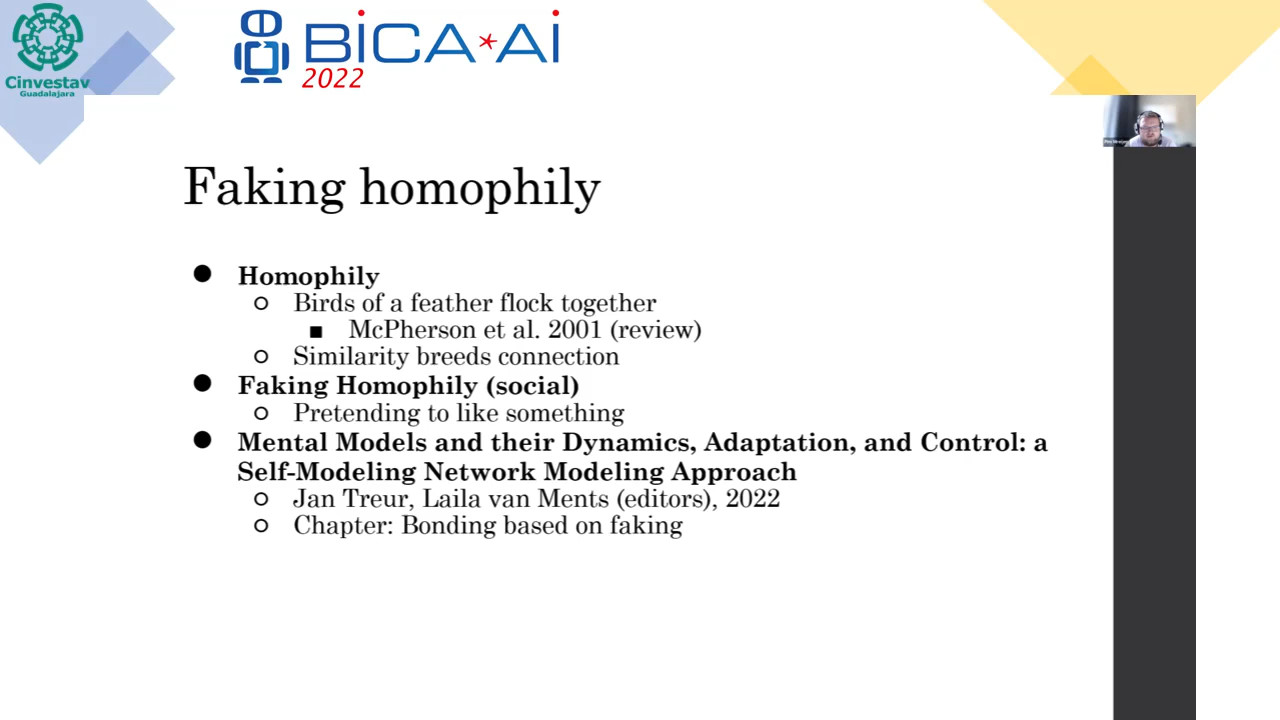 Cinvestav
Guadalajara
BiCA*Ai
2022
Faking homophily
● Homophily
○ Birds of a feather flock together
■ McPherson et al. 2001 (review)
○ Similarity breeds connection
● Faking Homophily (social)
○ Pretending to like something
● Mental Models and their Dynamics, Adaptation, and Control: a
Self-Modeling Network Modeling Approach
○ Jan Treur, Laila van Ments (editors), 2022
○ Chapter: Bonding based on faking